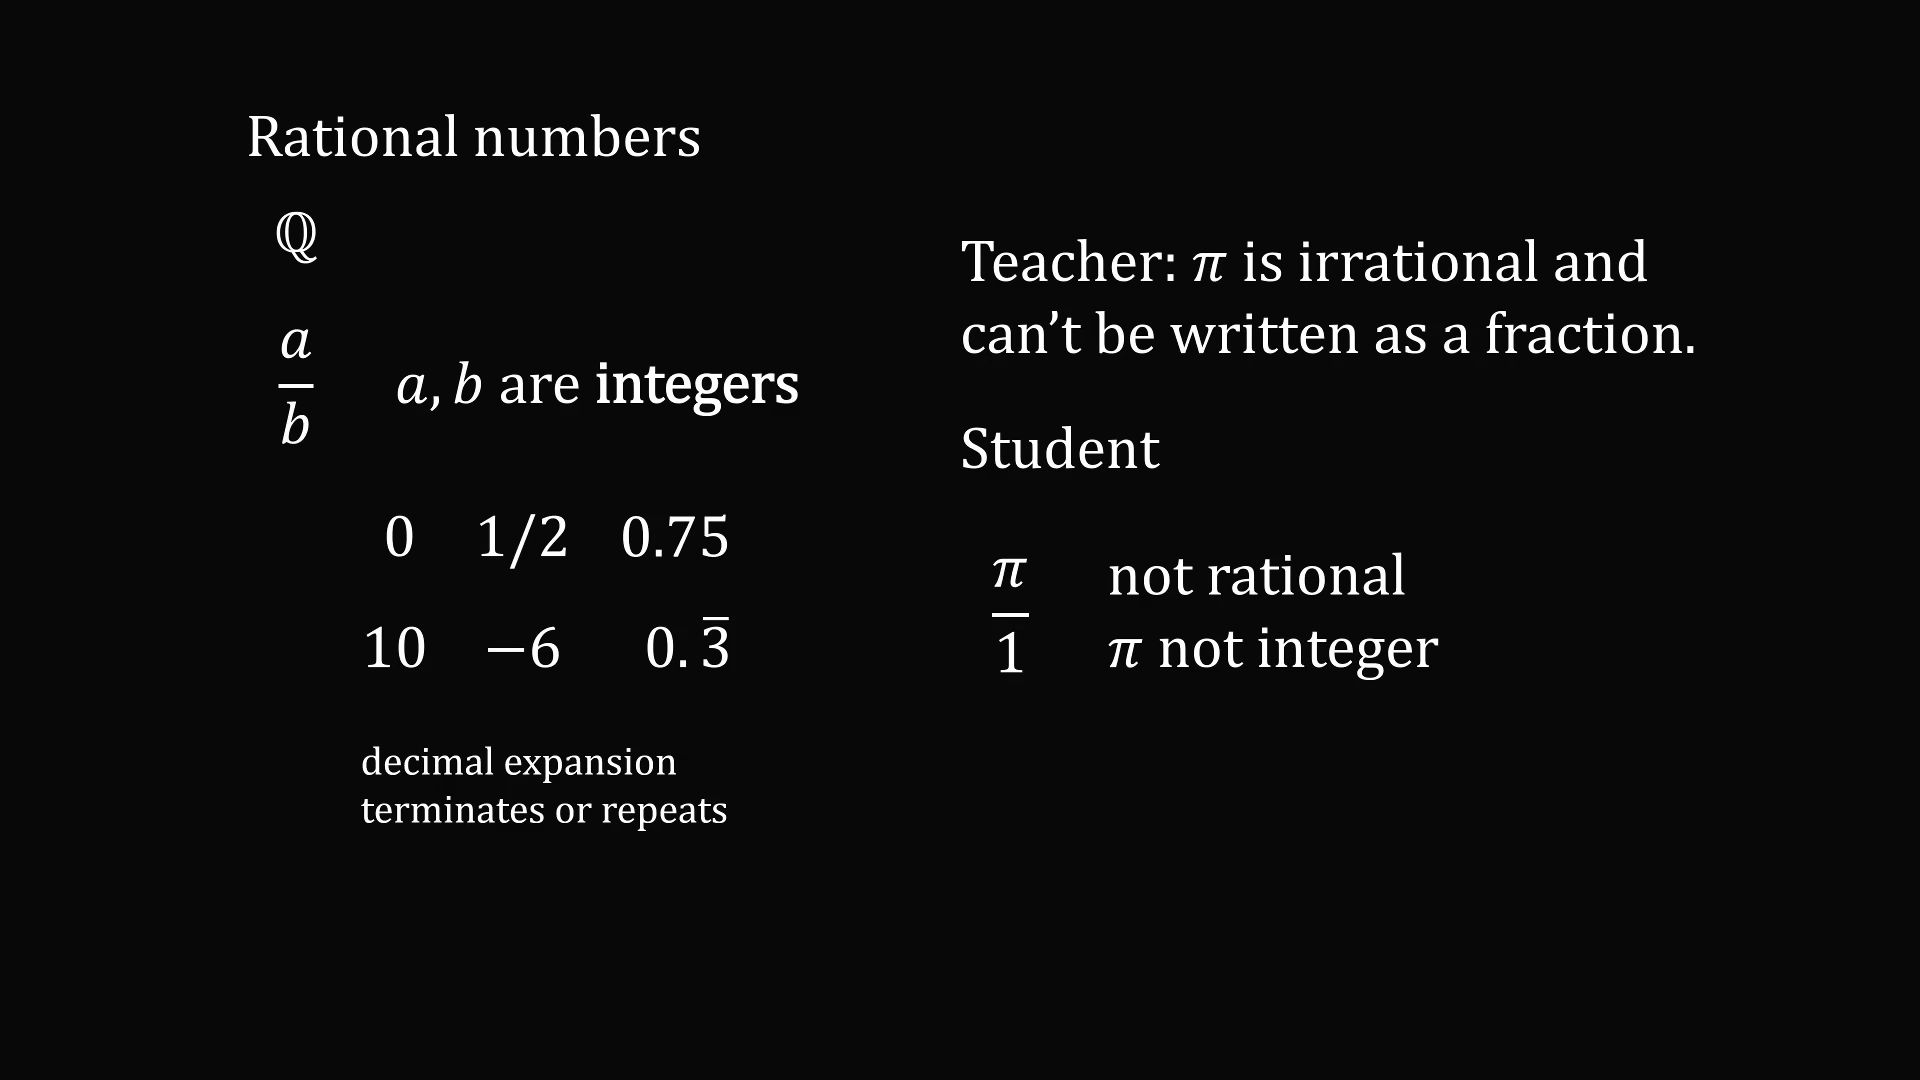 Rational numbers
ℚ
a/b
a, b are integers
0 1/2 0.75
10 −6 0.3̅
decimal expansion
terminates or repeats
Teacher: π is irrational and
can’t be written as a fraction.
Student
π/1
not rational
π not integer